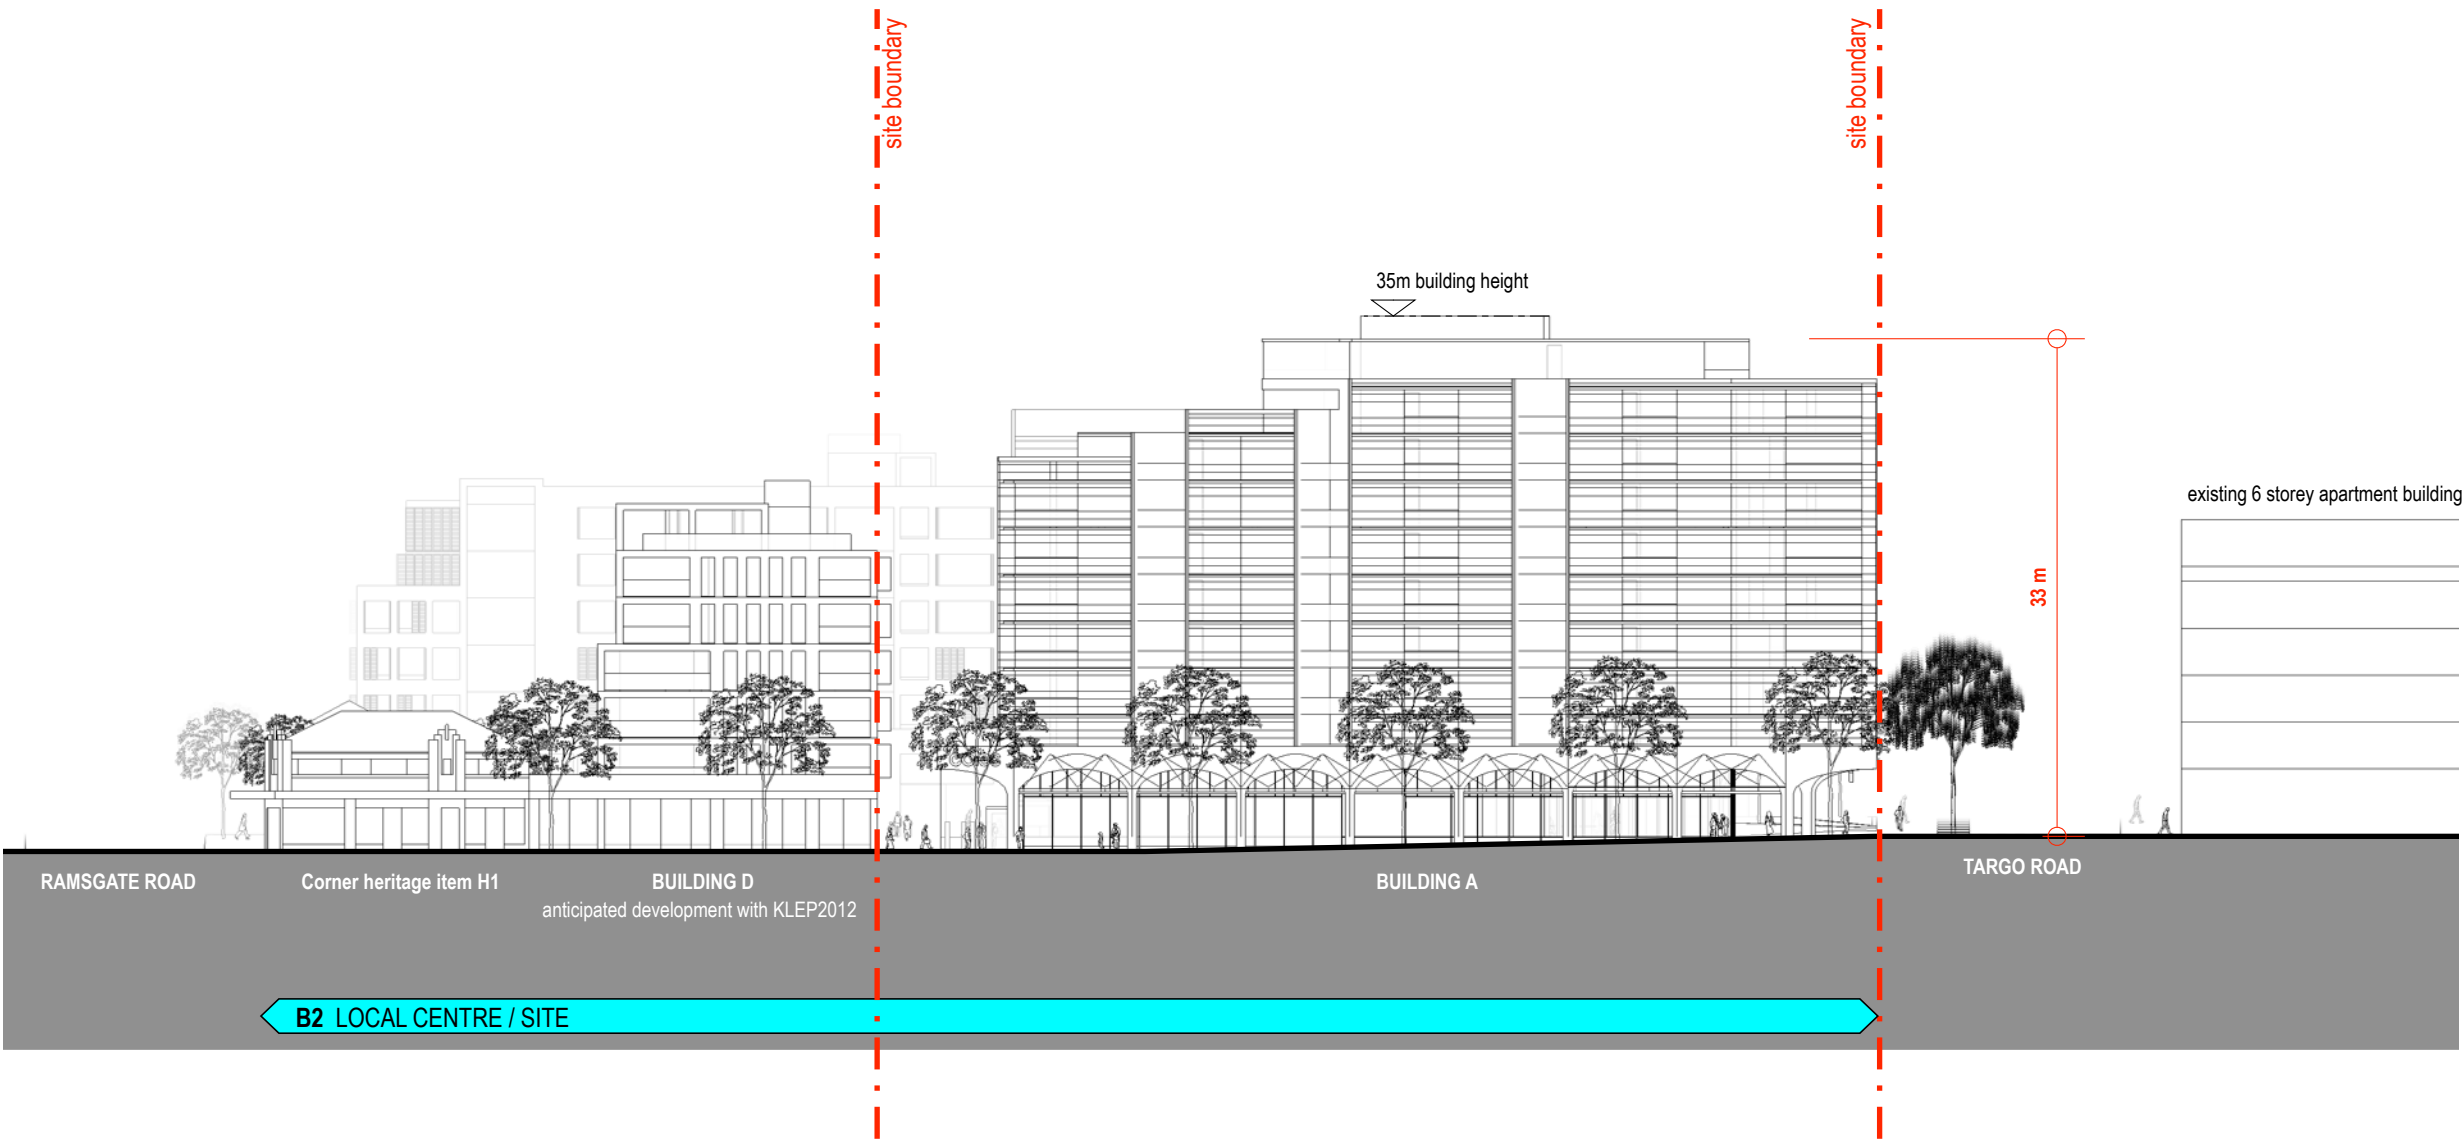 site boundary
site boundary
35m building height
existing 6 storey apartment building
33 m
RAMSGATE ROAD
Corner heritage item H1
BUILDING D
anticipated development with KLEP2012
BUILDING A
TARGO ROAD
B2 LOCAL CENTRE / SITE